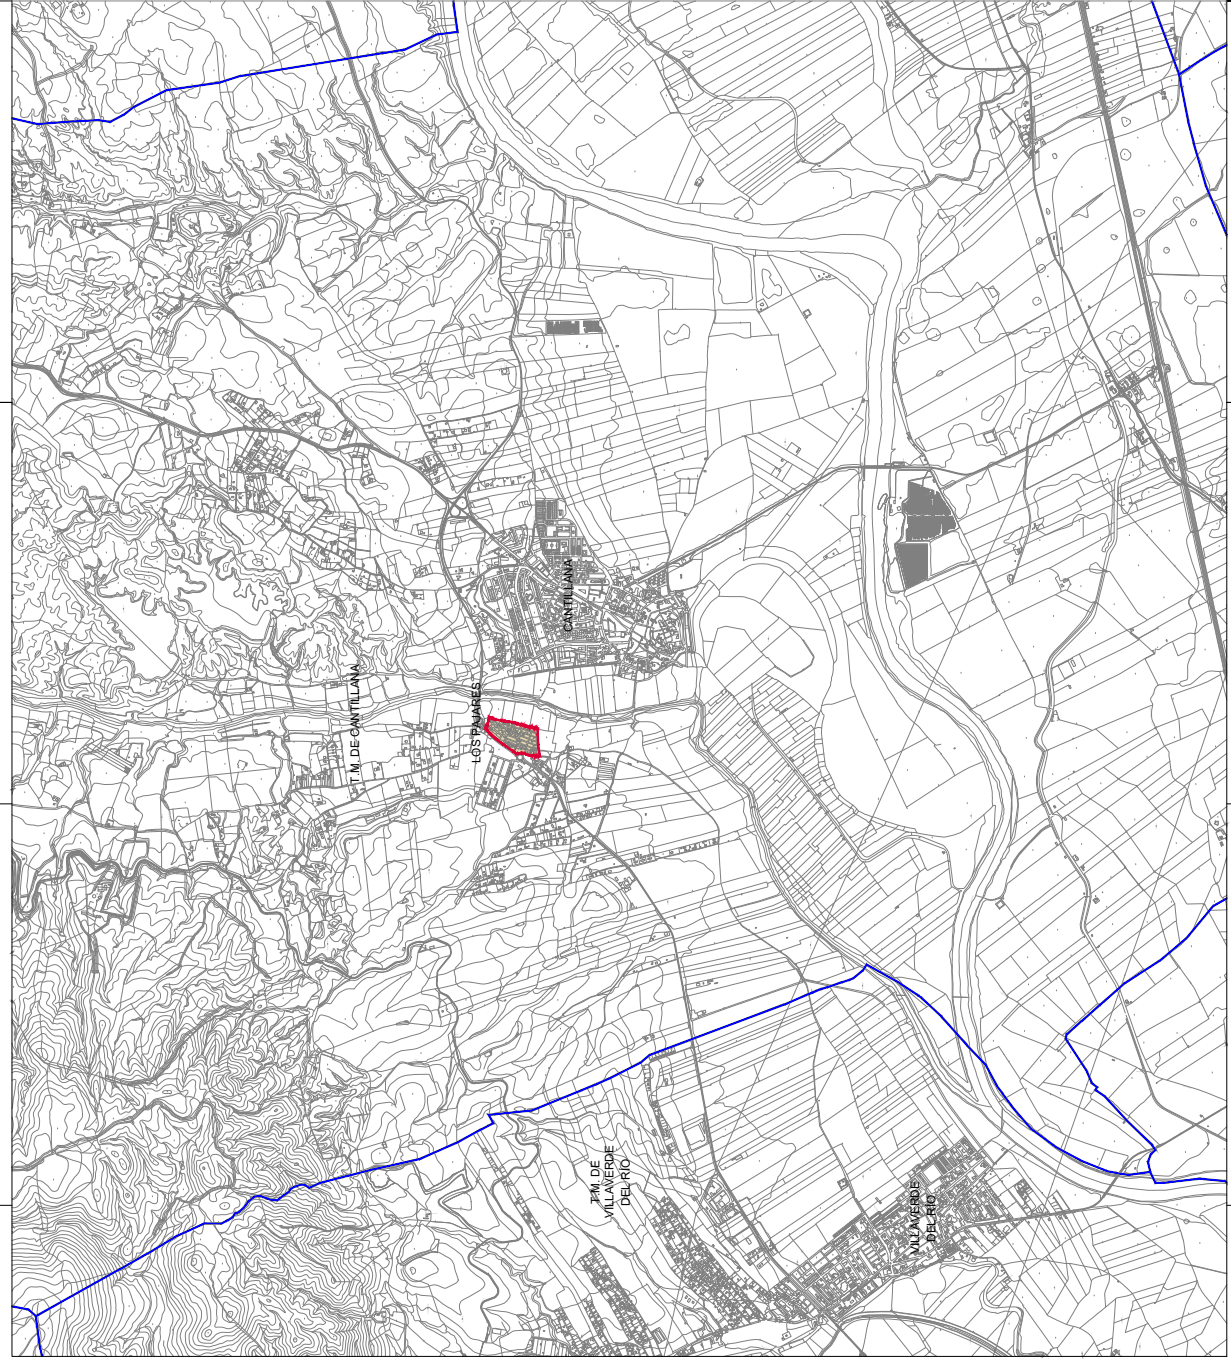 T.M. DE CANTILLANA
LOS PAJARES
CANTILLANA
T.M. DE
VILLAVERDE
DEL RÍO
VILLAVERDE
DEL RÍO